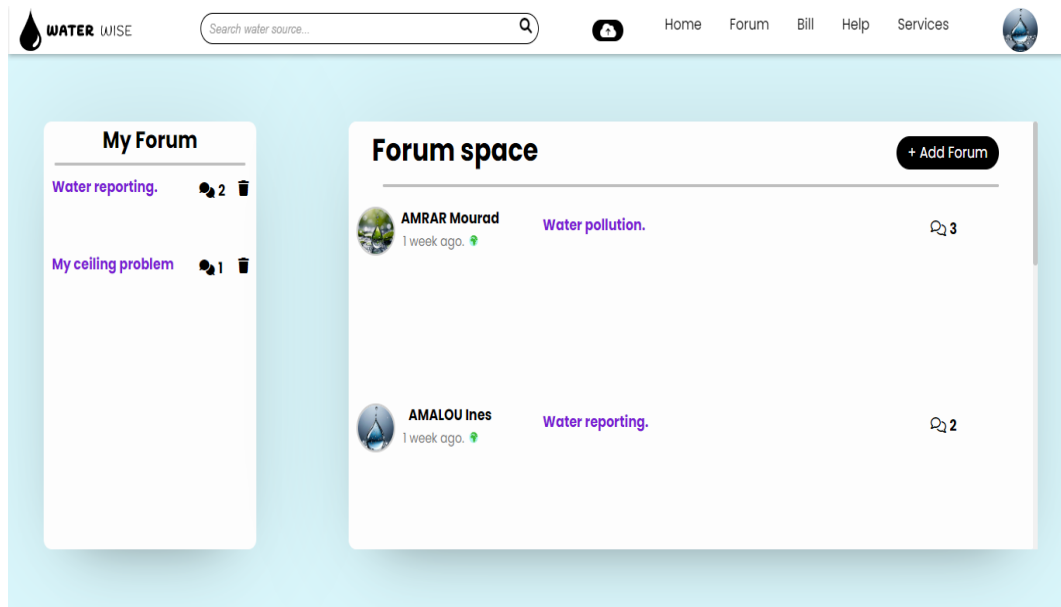 WATER WISE
Search water source...
Home Forum Bill Help Services
My Forum
Water reporting. 2
My ceiling problem 1
Forum space
+ Add Forum
AMRAR Mourad
1 week ago.
Water pollution.
3
AMALOU Ines
1 week ago.
Water reporting.
2